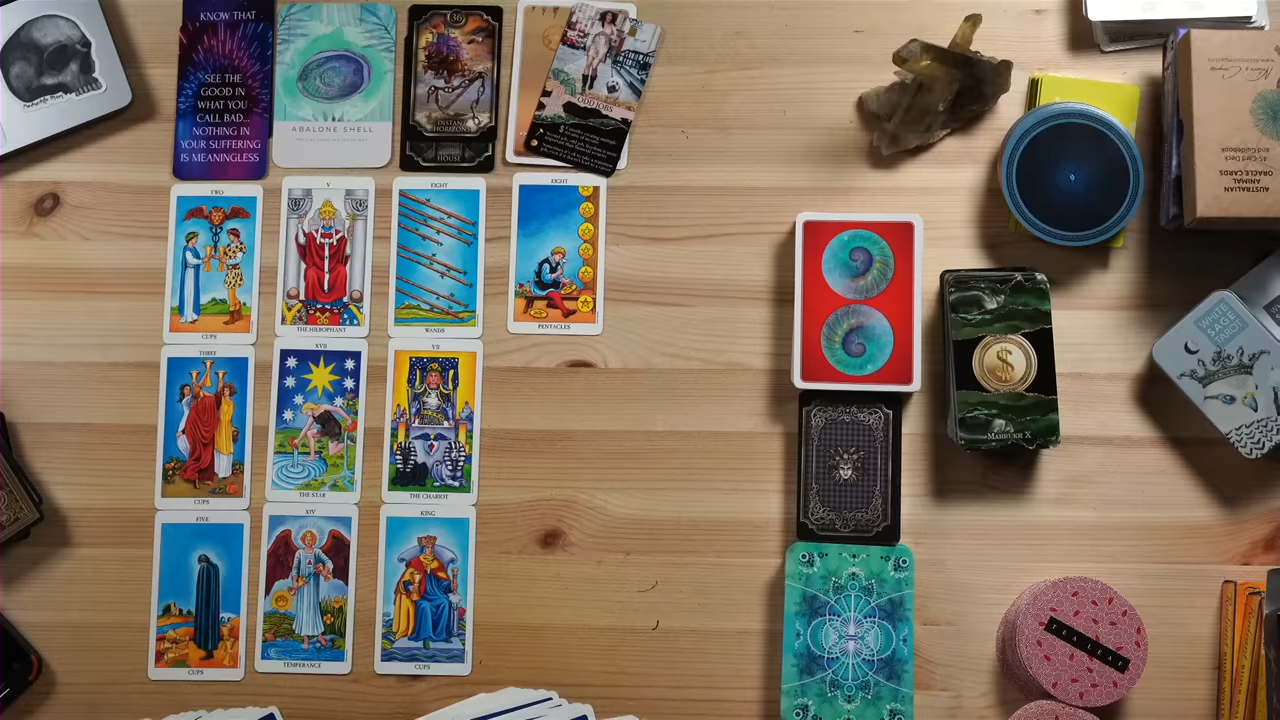 KNOW THAT
SEE THE
GOOD IN
WHAT YOU
CALL BAD...
NOTHING IN
YOUR SUFFERING
IS MEANINGLESS
ABALONE SHELL
36
DISTANT
HORIZONS
HOUSE
ODD JOBS
TWO
CUPS
V
THE HIEROPHANT
EIGHT
WANDS
EIGHT
PENTACLES
THREE
CUPS
XVII
THE STAR
VII
THE CHARIOT
FIVE
CUPS
XIV
TEMPERANCE
KING
CUPS
$
MAHRUKH X
AUSTRALIAN
ANIMAL
ORACLE CARDS
45-Card Deck
and Guidebook
WHITE
SAGE
TAROT
TEA LEAF